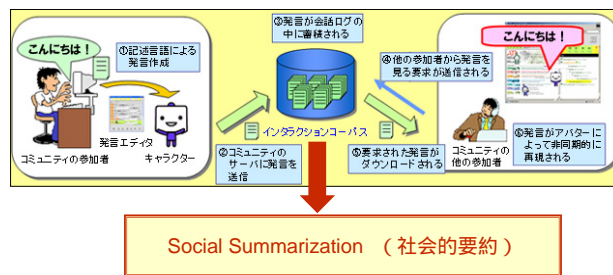 こんにちは！
①記述言語による
発言作成
発言エディタ
コミュニティの参加者
キャラクター
②コミュニティの
サーバに発言を
送信
③発言が会話ログの
中に蓄積される
インタラクションコーパス
④他の参加者から発言を
見る要求が送信される
⑤要求された発言が
ダウンロードされる
こんにちは！
コミュニティの
他の参加者
⑥発言がアバターに
よって非同期的に
再現される
Social Summarization （社会的要約）